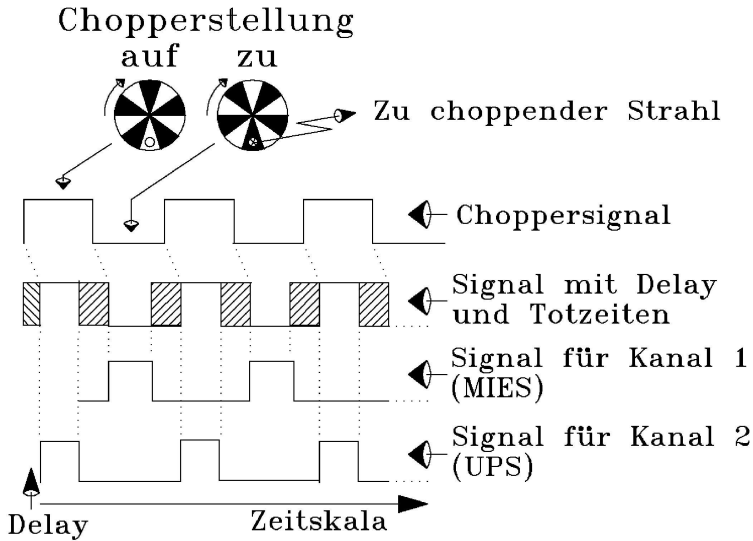 Chopperstellung
auf zu
Zu choppender Strahl
Choppersignal
Signal mit Delay
und Totzeiten
Signal für Kanal 1
(MIES)
Signal für Kanal 2
(UPS)
Delay
Zeitskala